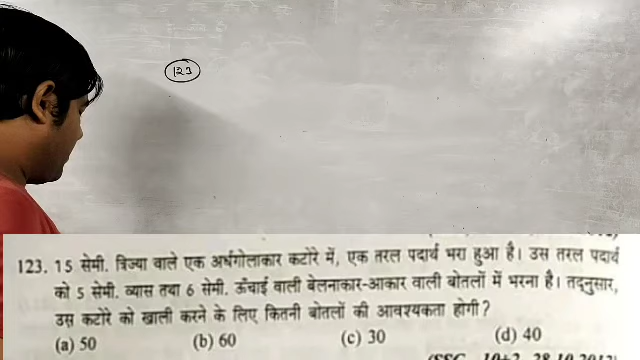 123
123. 15 सेमी. त्रिज्या वाले एक अर्धगोलाकार कटोरे में, एक तरल पदार्थ भरा हुआ है। उस तरल पदार्थ
को 5 सेमी. व्यास तथा 6 सेमी. ऊँचाई वाली बेलनाकार-आकार वाली बोतलों में भरना है। तद्नुसार,
उस कटोरे को खाली करने के लिए कितनी बोतलों की आवश्यकता होगी?
(a) 50 (b) 60 (c) 30 (d) 40